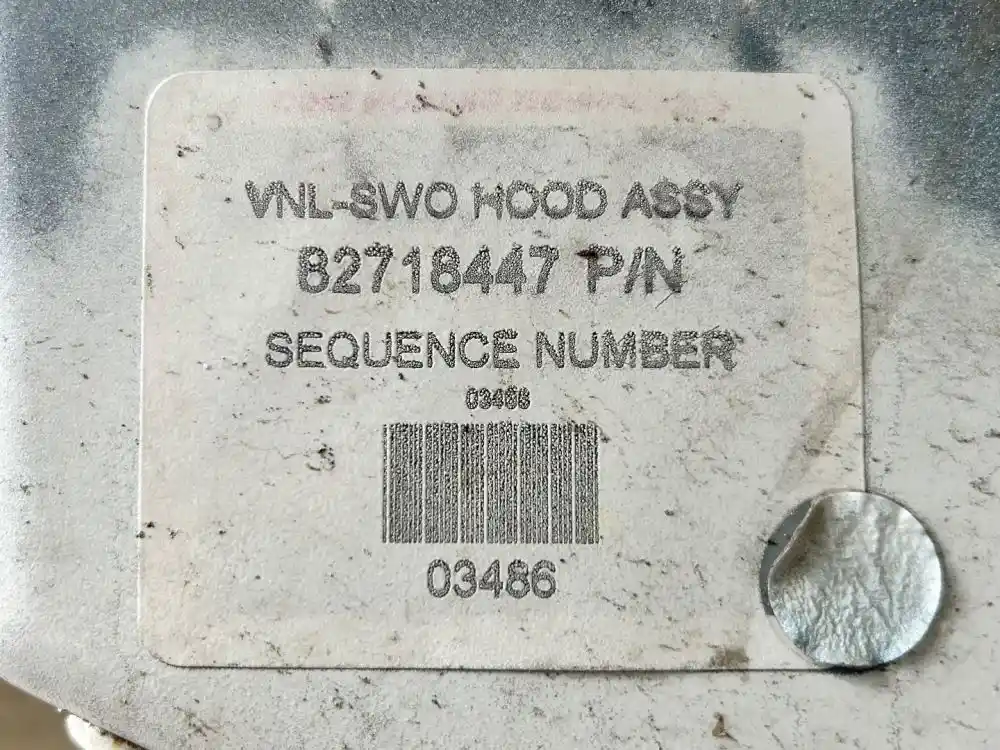 VNL-SWO HOOD ASSY
82718447 P/N
SEQUENCE NUMBER
03486
03486